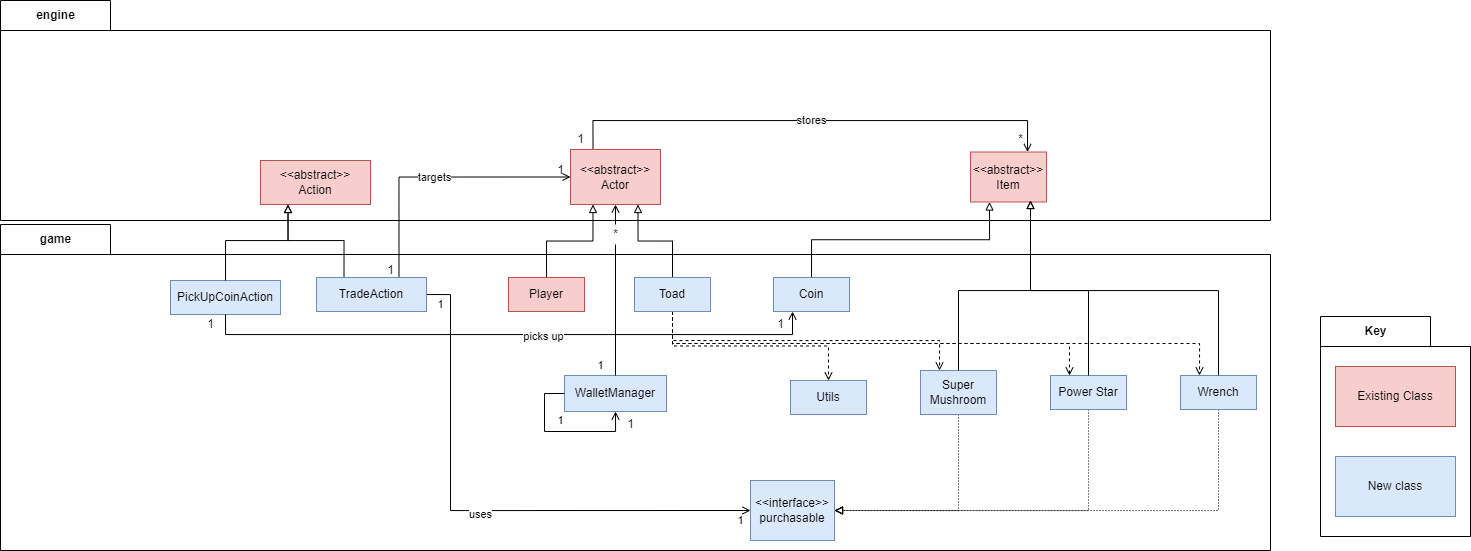 engine
stores
1
*
<<abstract>>
Action
targets
1
<<abstract>>
Actor
<<abstract>>
Item
game
*
1
PickUpCoinAction
TradeAction
Player
Toad
Coin
1
1
1
picks up
Key
1
WalletManager
1
1
Utils
Super
Mushroom
Power Star
Wrench
Existing Class
New class
<<interface>>
purchasable
uses
1